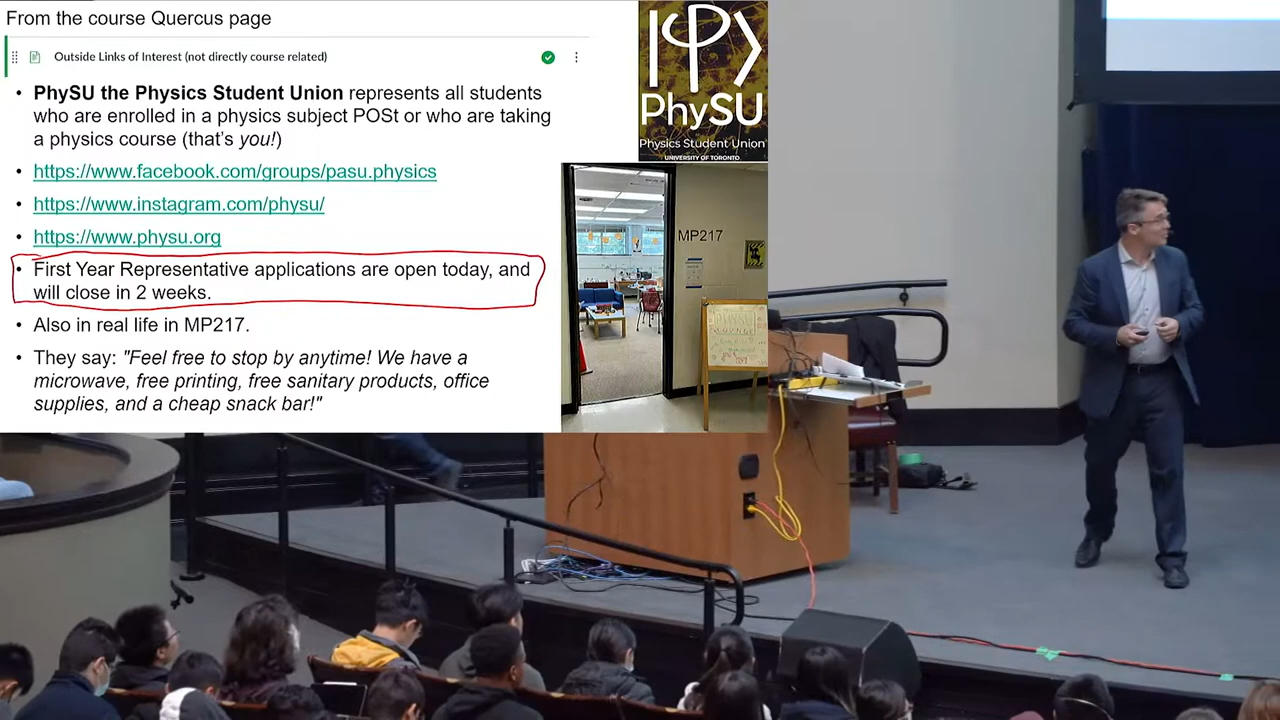 From the course Quercus page
Outside Links of Interest (not directly course related)
• PhySU the Physics Student Union represents all students
who are enrolled in a physics subject POSt or who are taking
a physics course (that's you!)
• https://www.facebook.com/groups/pasu.physics
• https://www.instagram.com/physu/
• https://www.physu.org
• First Year Representative applications are open today, and
will close in 2 weeks.
• Also in real life in MP217.
• They say: "Feel free to stop by anytime! We have a
microwave, free printing, free sanitary products, office
supplies, and a cheap snack bar!"
|φ⟩
PhySU
Physics Student Union
UNIVERSITY OF TORONTO
MP217
PHYSU
LOUNGE